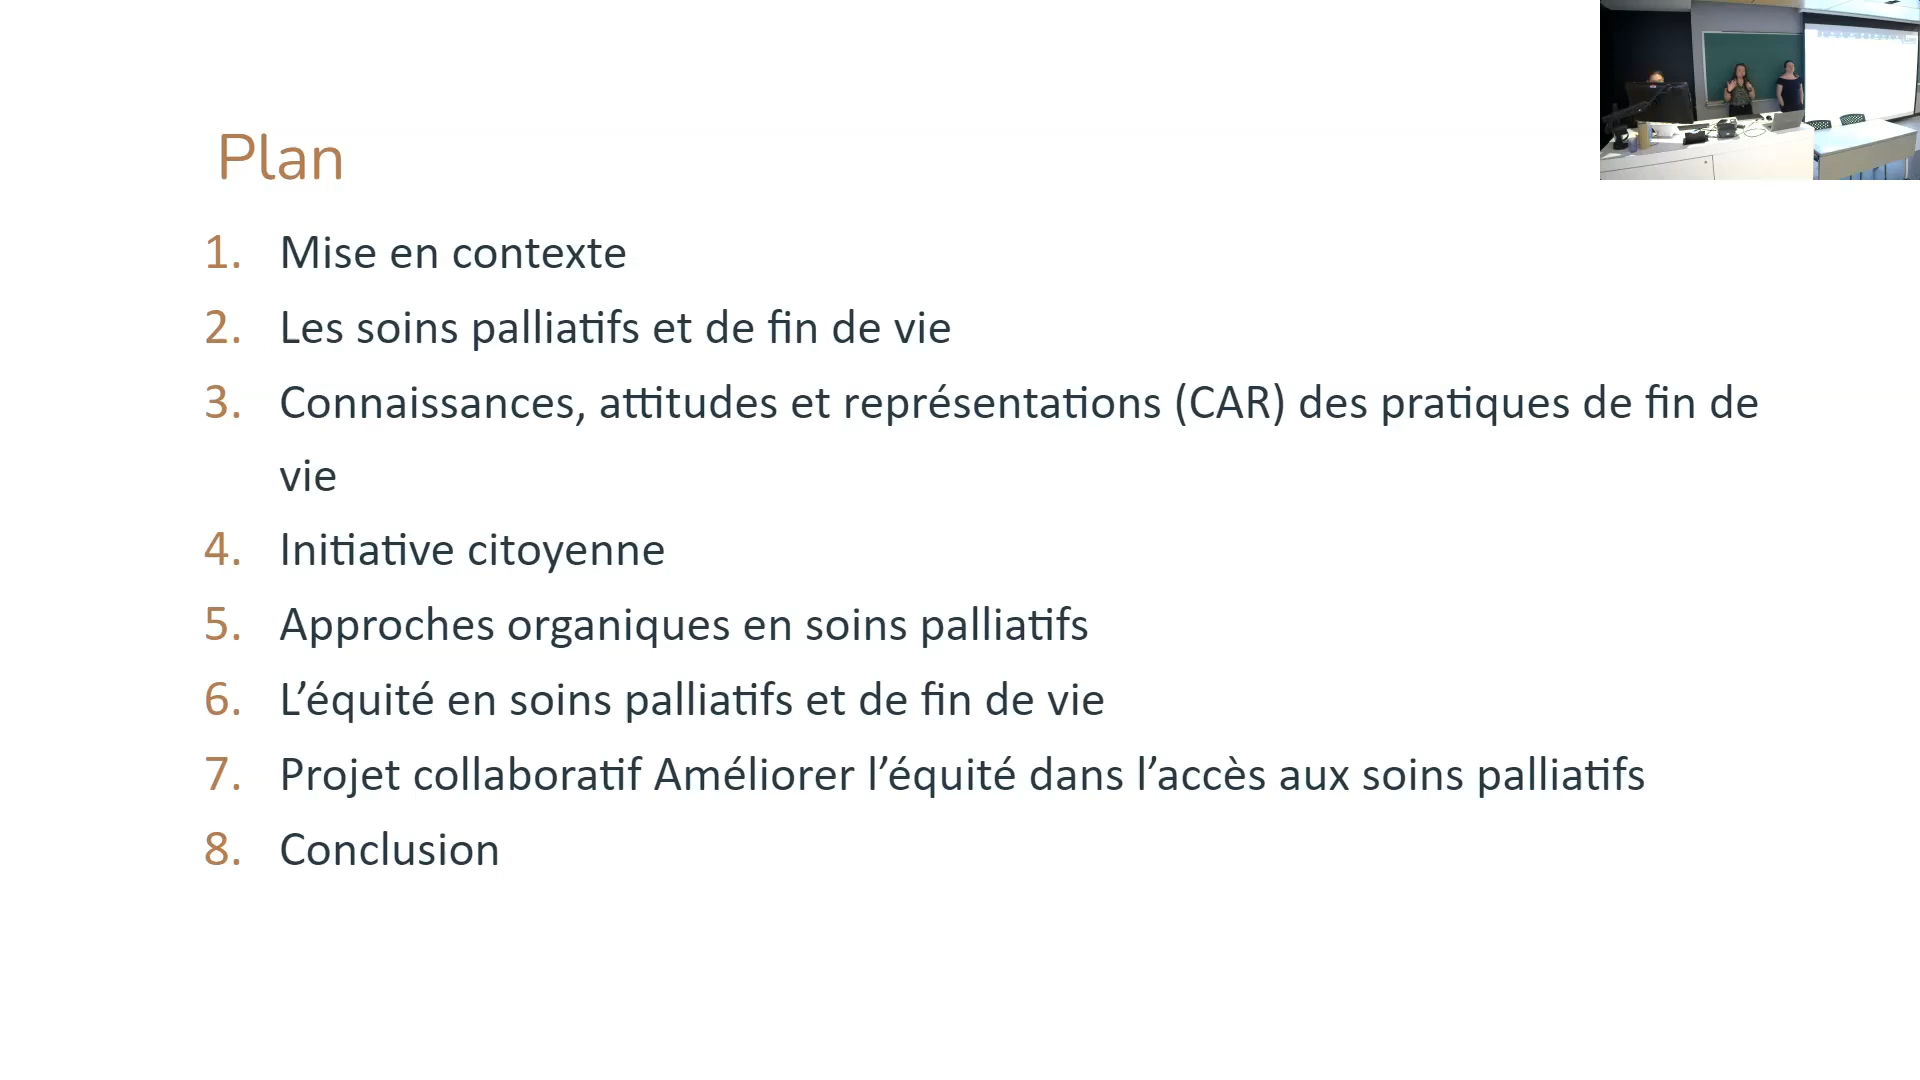 Plan
1. Mise en contexte
2. Les soins palliatifs et de fin de vie
3. Connaissances, attitudes et représentations (CAR) des pratiques de fin de
vie
4. Initiative citoyenne
5. Approches organiques en soins palliatifs
6. L’équité en soins palliatifs et de fin de vie
7. Projet collaboratif Améliorer l’équité dans l’accès aux soins palliatifs
8. Conclusion